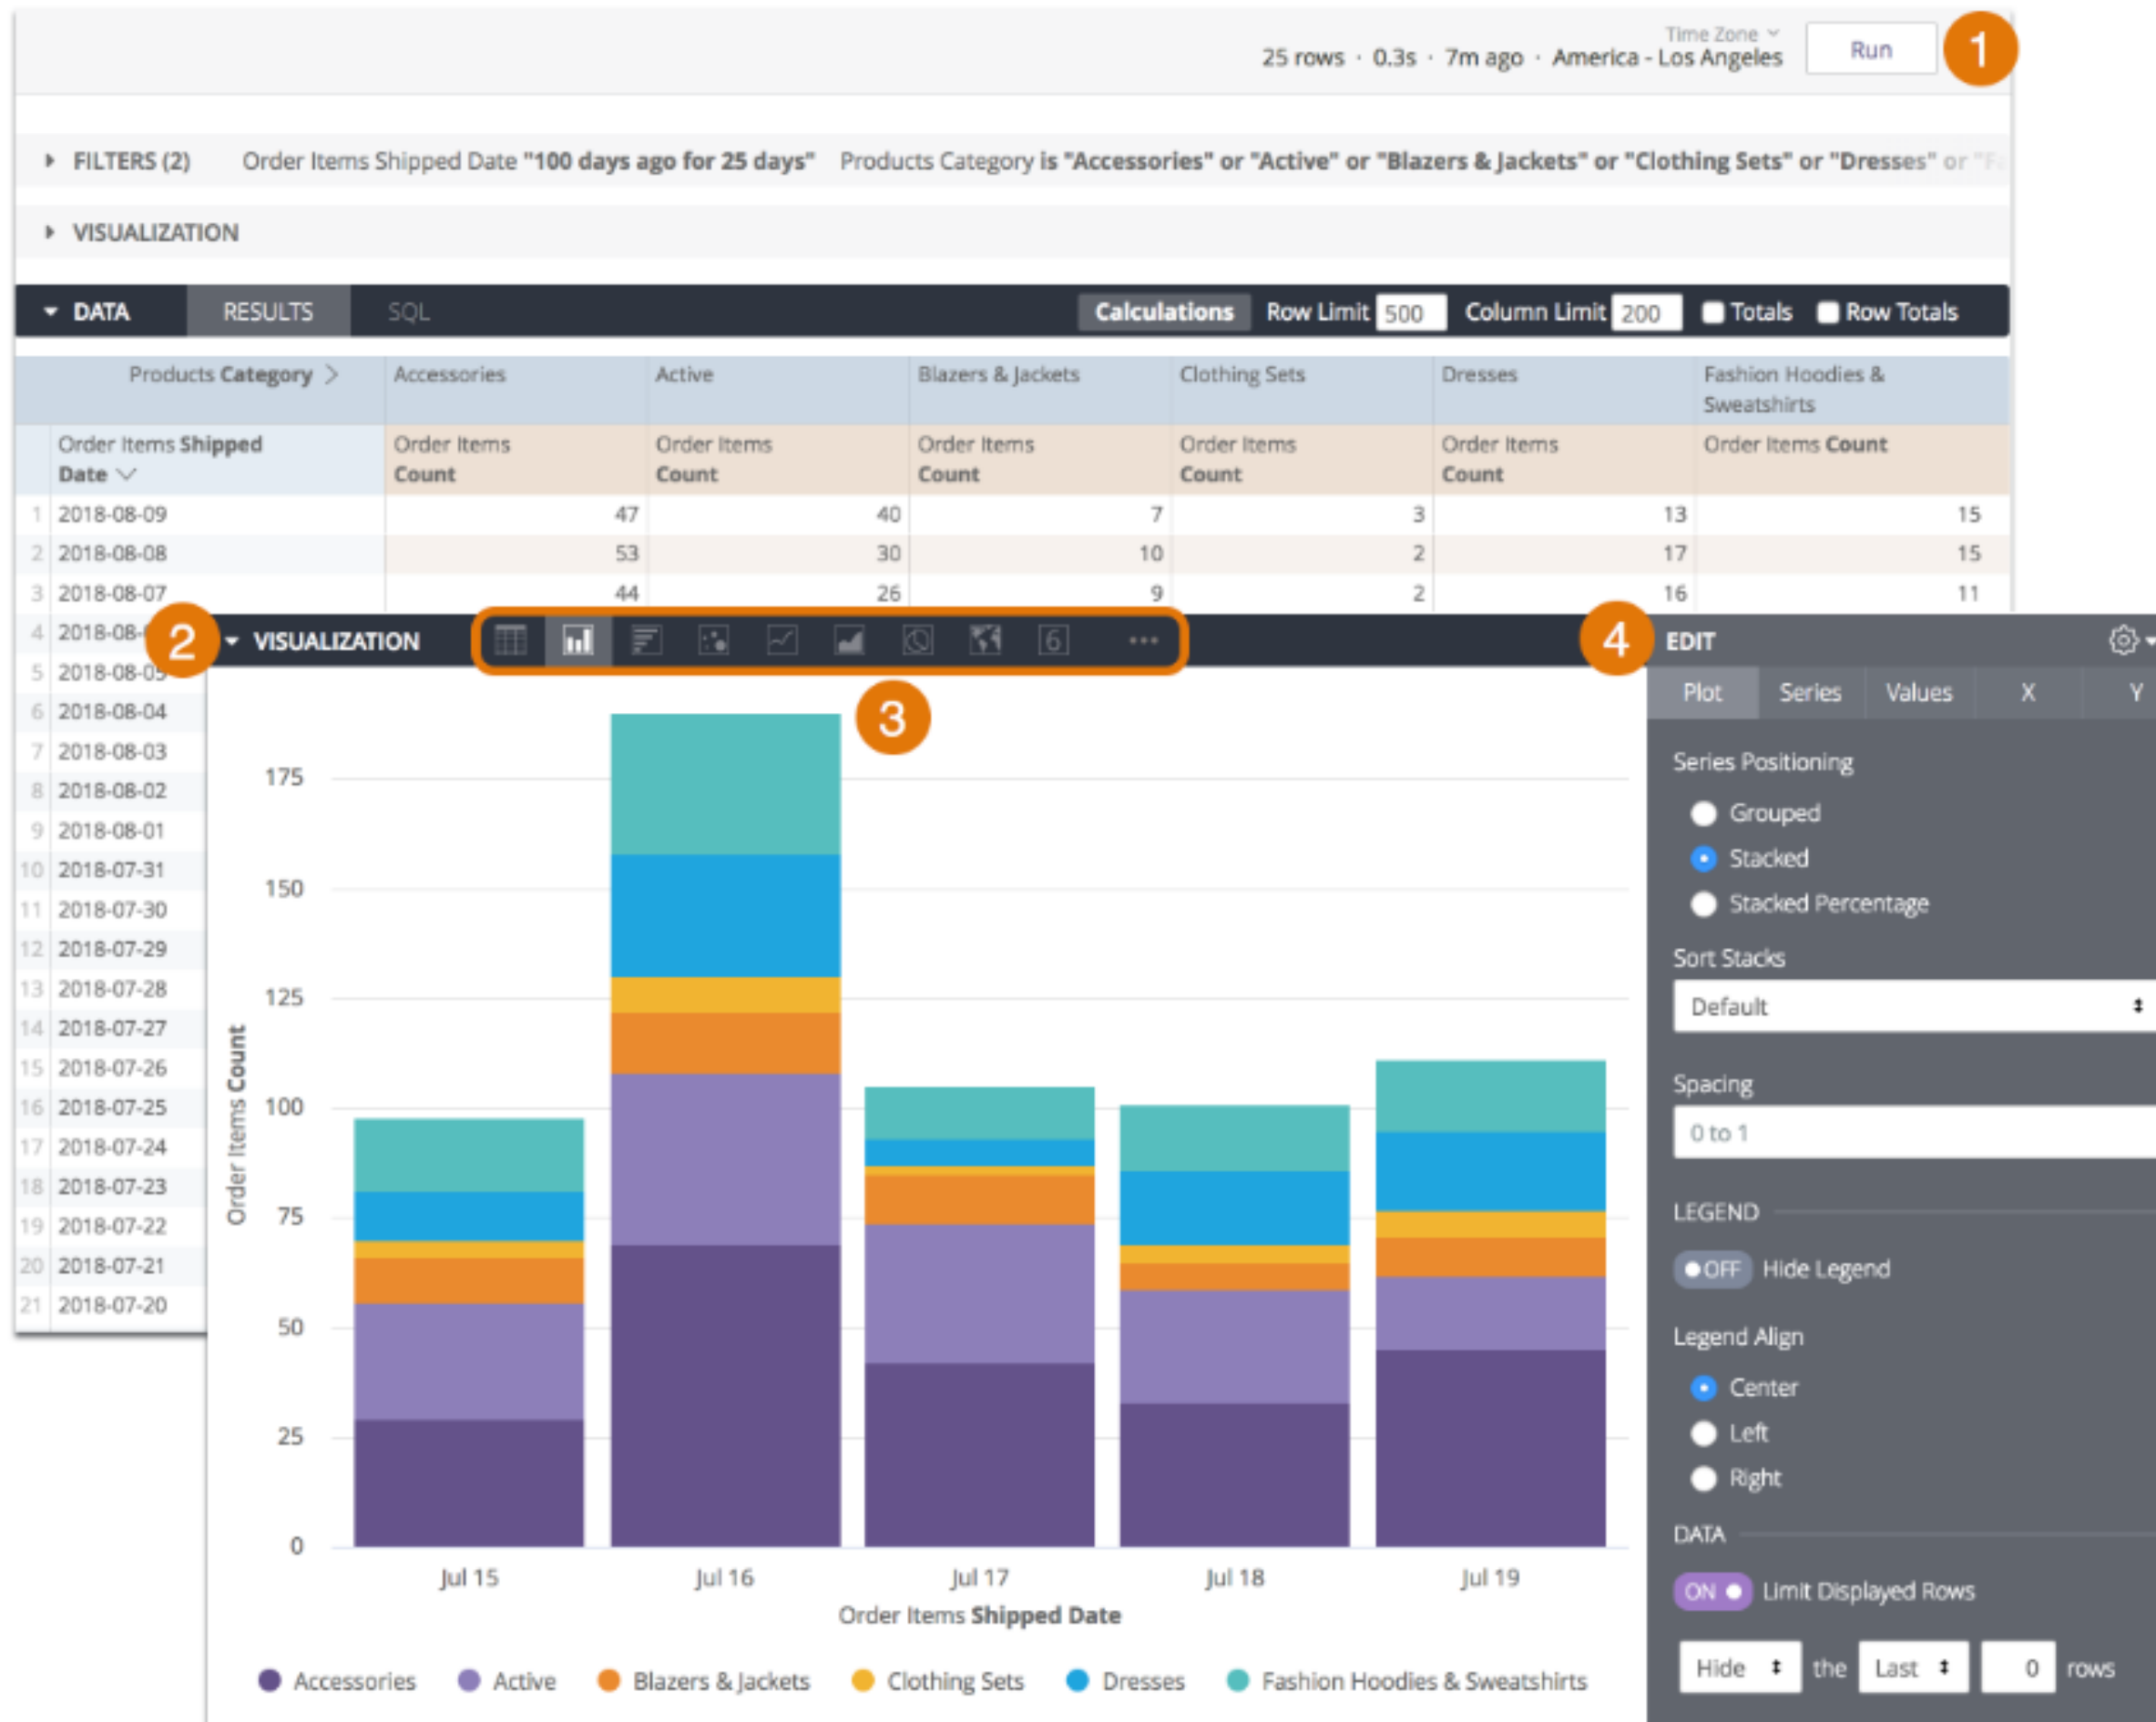 Time Zone
25 rows · 0.3s · 7m ago · America - Los Angeles
Run
1
FILTERS (2) Order Items Shipped Date "100 days ago for 25 days" Products Category is "Accessories" or "Active" or "Blazers & Jackets" or "Clothing Sets" or "Dresses" or
VISUALIZATION
DATA RESULTS SQL Calculations Row Limit 500 Column Limit 200 Totals Row Totals
Products Category Accessories Active Blazers & Jackets Clothing Sets Dresses Fashion Hoodies &
Sweatshirts
Order Items Shipped Order Items Order Items Order Items Order Items Order Items Order Items Count
Date Count Count Count Count Count
1 2018-08-09 47 40 7 3 13 15
2 2018-08-08 53 30 10 2 17 15
3 2018-08-07 44 26 9 2 16 11
4 2018-08-
5 2018-08-05
6 2018-08-04
7 2018-08-03
8 2018-08-02
9 2018-08-01
10 2018-07-31
11 2018-07-30
12 2018-07-29
13 2018-07-28
14 2018-07-27
15 2018-07-26
16 2018-07-25
17 2018-07-24
18 2018-07-23
19 2018-07-22
20 2018-07-21
21 2018-07-20
2 VISUALIZATION 6 ...
3
175
150
125
100
75
50
25
0
Order Items Count
Jul 15 Jul 16 Jul 17 Jul 18 Jul 19
Order Items Shipped Date
Accessories Active Blazers & Jackets Clothing Sets Dresses Fashion Hoodies & Sweatshirts
4 EDIT
Plot Series Values X Y
Series Positioning
Grouped
Stacked
Stacked Percentage
Sort Stacks
Default
Spacing
0 to 1
LEGEND
OFF Hide Legend
Legend Align
Center
Left
Right
DATA
ON Limit Displayed Rows
Hide the Last 0 rows